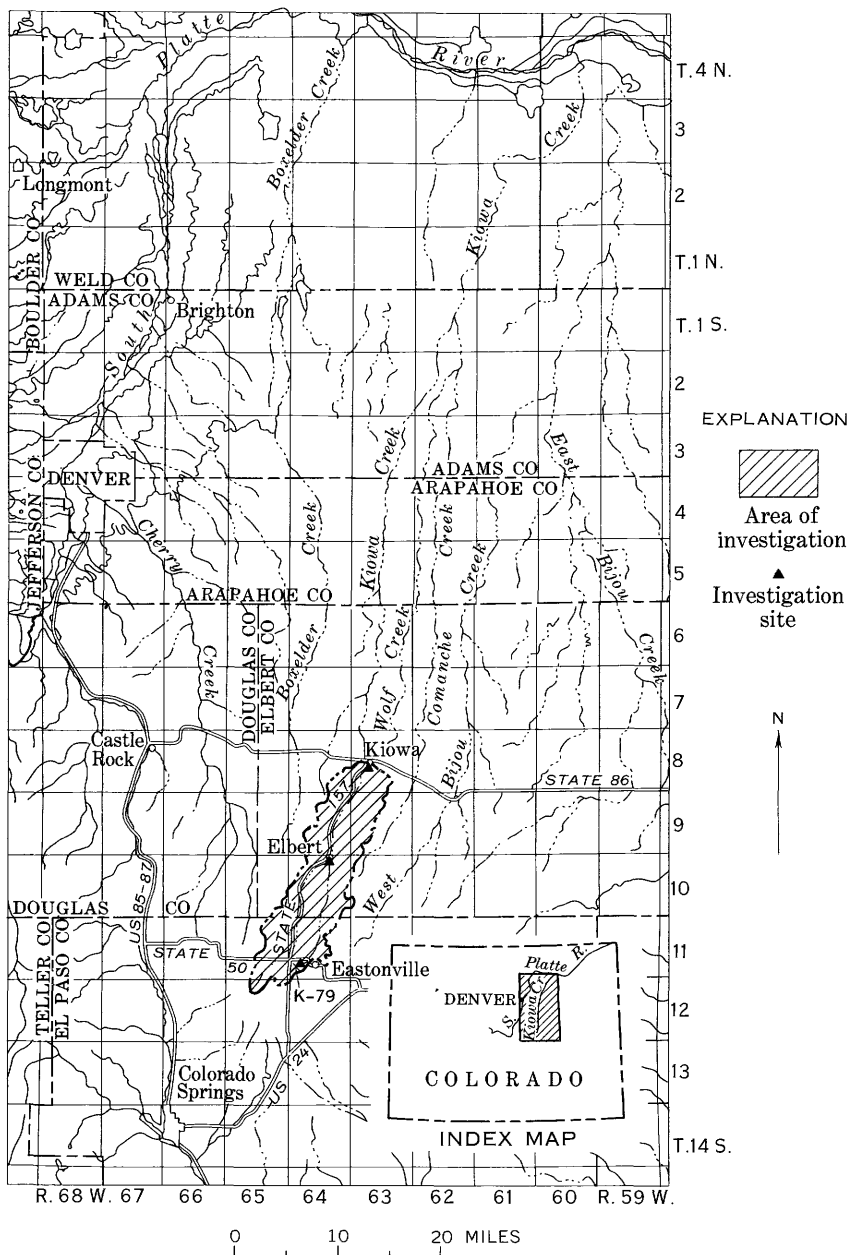 Platte
River
T. 4 N.
Boxelder Creek
Creek
3
Longmont
2
Kiowa
T. 1 N.
BOULDER CO
WELD CO
ADAMS CO
South
Brighton
T. 1 S.
2
EXPLANATION
Creek
East
3
DENVER
ADAMS CO
ARAPAHOE CO
JEFFERSON CO
Cherry
Creek
Kiowa
Creek
Creek
4
Area of
investigation
Bijou
5
Investigation
site
ARAPAHOE CO
DOUGLAS CO
ELBERT CO
Creek
Boxelder
Creek
Wolf
Comanche
Creek
6
7
N
Castle
Rock
Kiowa
Bijou
8
STATE 86
157
9
Elbert
US 85-87
West
10
DOUGLAS CO
STATE
TELLER CO
EL PASO CO
STATE
50
Eastonville
11
K-79
12
Platte R.
DENVER
S.
Kiowa Cr
COLORADO
Colorado
Springs
US 24
13
INDEX MAP
T. 14 S.
R. 68 W. 67 66 65 64 63 62 61 60 R. 59 W.
0 10 20 MILES